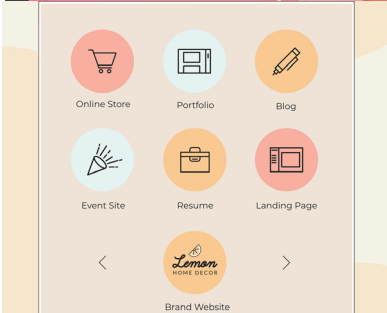 Online Store
Portfolio
Blog
Event Site
Resume
Landing Page
Lemon
HOME DECOR
Brand Website